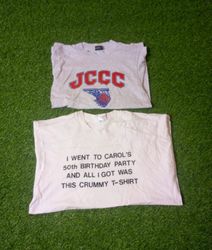 JCCC
I WENT TO CAROL'S
50th BIRTHDAY PARTY
AND ALL I GOT WAS
THIS CRUMMY T-SHIRT